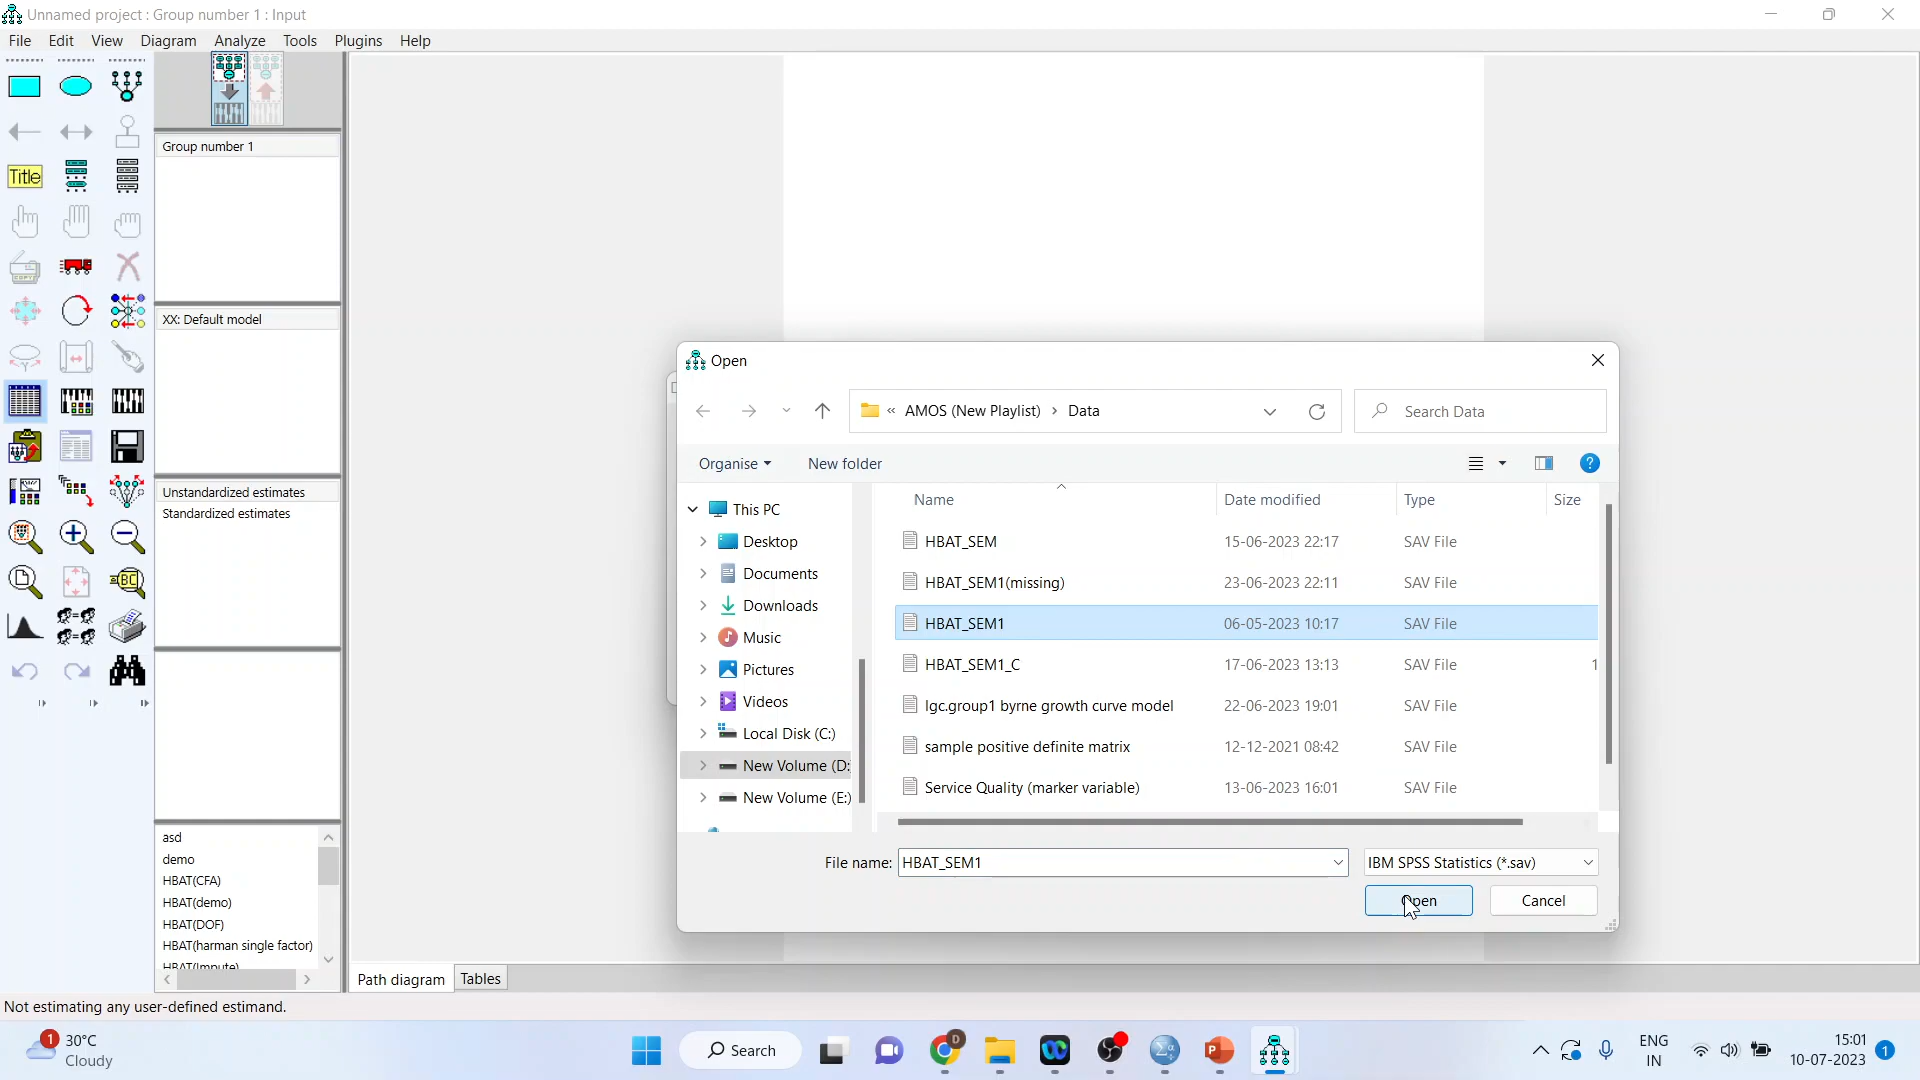 Unnamed project : Group number 1 : Input
File Edit View Diagram Analyze Tools Plugins Help
Title
Group number 1
XX: Default model
Unstandardized estimates
Standardized estimates
asd
demo
HBAT(CFA)
HBAT(demo)
HBAT(DOF)
HBAT(harman single factor)
HBAT(Impute)
Path diagram Tables
Not estimating any user-defined estimand.
Open
« AMOS (New Playlist) › Data
Search Data
Organise New folder
This PC
Desktop
Documents
Downloads
Music
Pictures
Videos
Local Disk (C:)
New Volume (D:
New Volume (E:)
Name Date modified Type Size
HBAT_SEM 15-06-2023 22:17 SAV File
HBAT_SEM1(missing) 23-06-2023 22:11 SAV File
HBAT_SEM1 06-05-2023 10:17 SAV File
HBAT_SEM1_C 17-06-2023 13:13 SAV File 1
lgc.group1 byrne growth curve model 22-06-2023 19:01 SAV File
sample positive definite matrix 12-12-2021 08:42 SAV File
Service Quality (marker variable) 13-06-2023 16:01 SAV File
File name: HBAT_SEM1 IBM SPSS Statistics (*.sav)
Open Cancel
1 30°C
Cloudy
Search
D
ENG
IN
15:01
10-07-2023
1